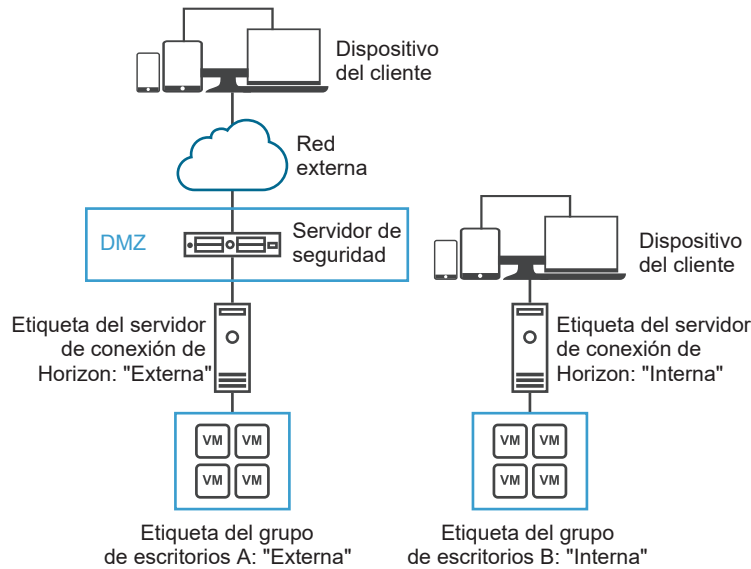 Dispositivo
del cliente
Red
externa
DMZ
Servidor de
seguridad
Dispositivo
del cliente
Etiqueta del servidor
de conexión de
Horizon: "Externa"
Etiqueta del servidor
de conexión de
Horizon: "Interna"
VM VM
VM VM
VM VM
VM VM
Etiqueta del grupo
de escritorios A: "Externa"
Etiqueta del grupo
de escritorios B: "Interna"